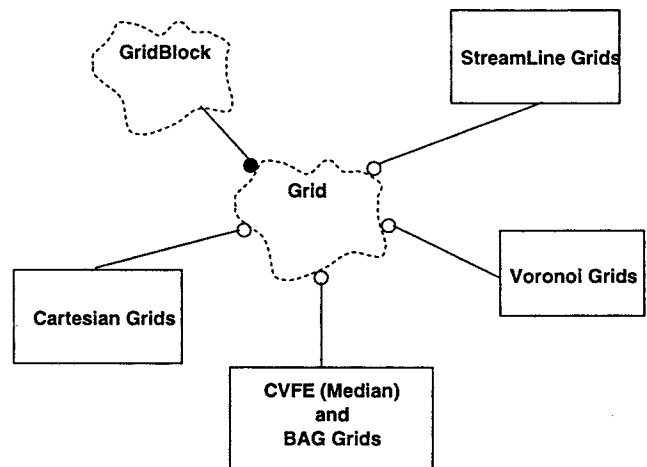 GridBlock
StreamLine Grids
Grid
Voronoi Grids
Cartesian Grids
CVFE (Median)
and
BAG Grids